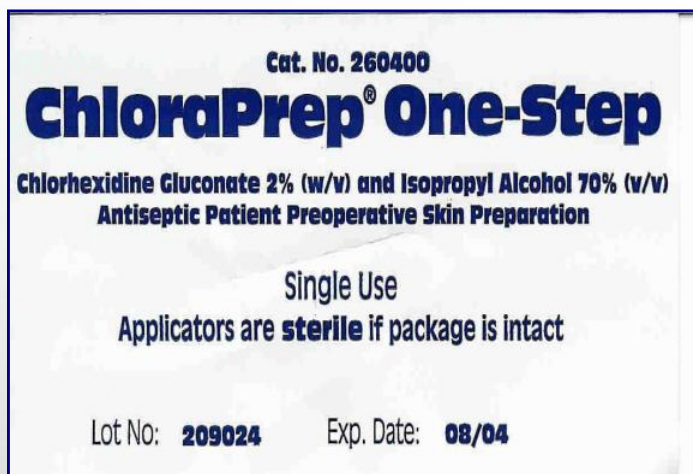 Cat. No. 260400
ChloraPrep® One-Step
Chlorhexidine Gluconate 2% (w/v) and Isopropyl Alcohol 70% (v/v)
Antiseptic Patient Preoperative Skin Preparation
Single Use
Applicators are sterile if package is intact
Lot No: 209024 Exp. Date: 08/04